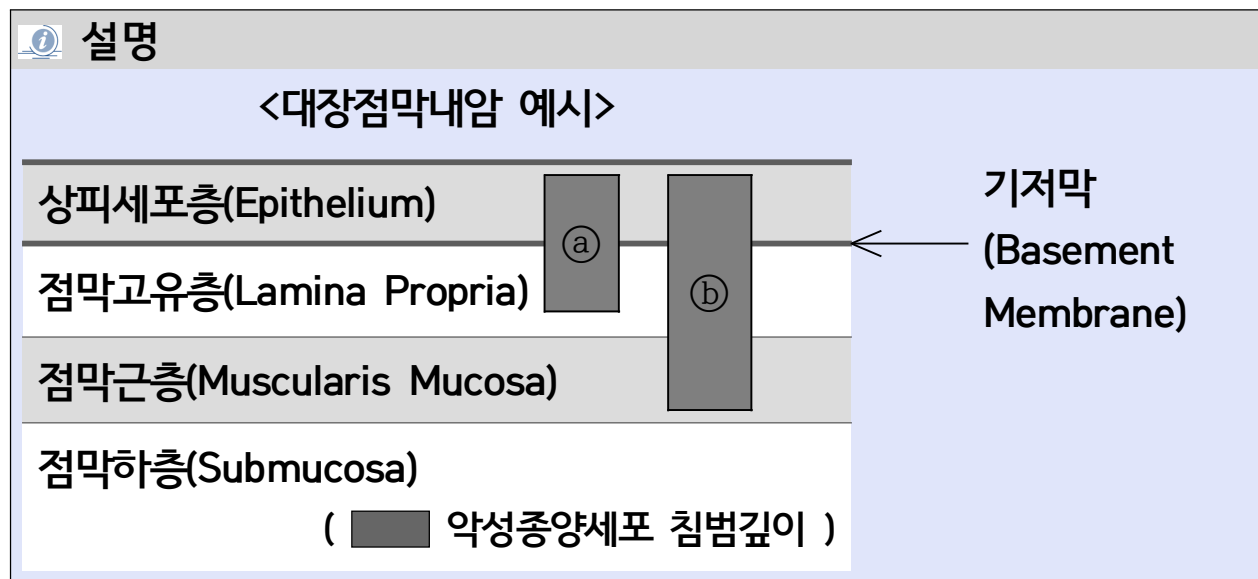 설명
<대장점막내암 예시>
상피세포층(Epithelium)
ⓐ
기저막
(Basement
Membrane)
점막고유층(Lamina Propria)
ⓑ
점막근층(Muscularis Mucosa)
점막하층(Submucosa)
( 악성종양세포 침범깊이 )